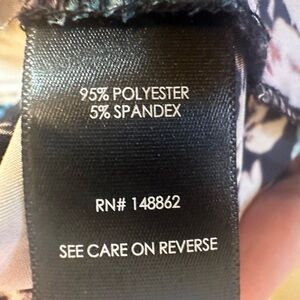 95% POLYESTER
5% SPANDEX
RN# 148862
SEE CARE ON REVERSE